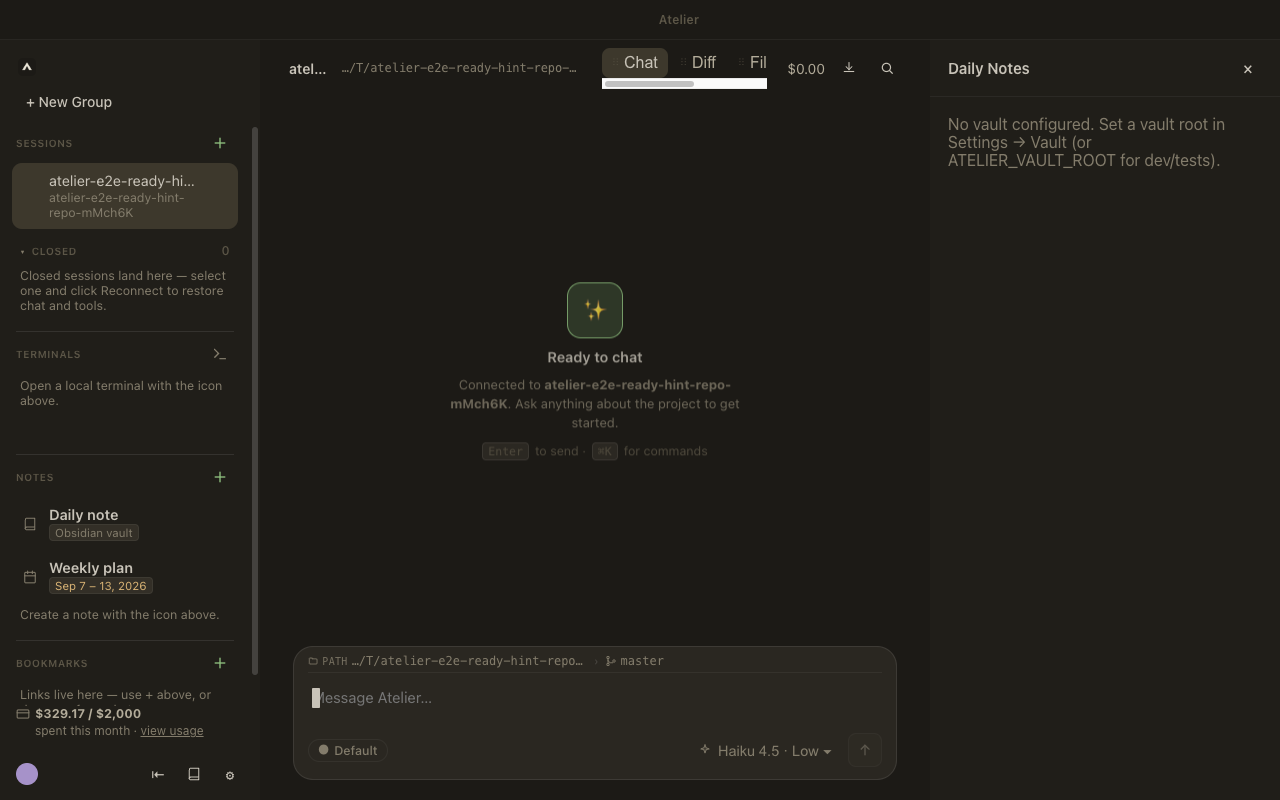 Atelier
+ New Group
SESSIONS
atelier-e2e-ready-hi...
atelier-e2e-ready-hint-
repo-mMch6K
CLOSED 0
Closed sessions land here — select
one and click Reconnect to restore
chat and tools.
TERMINALS
Open a local terminal with the icon
above.
NOTES
Daily note
Obsidian vault
Weekly plan
Sep 7 – 13, 2026
Create a note with the icon above.
BOOKMARKS
Links live here — use + above, or
$329.17 / $2,000
spent this month · view usage
atel... …/T/atelier-e2e-ready-hint-repo-… Chat Diff Fil $0.00
Ready to chat
Connected to atelier-e2e-ready-hint-repo-
mMch6K. Ask anything about the project to get
started.
Enter to send · ⌘K for commands
PATH …/T/atelier-e2e-ready-hint-repo… › master
Message Atelier...
Default
Haiku 4.5 · Low
Daily Notes ×
No vault configured. Set a vault root in
Settings → Vault (or
ATELIER_VAULT_ROOT for dev/tests).